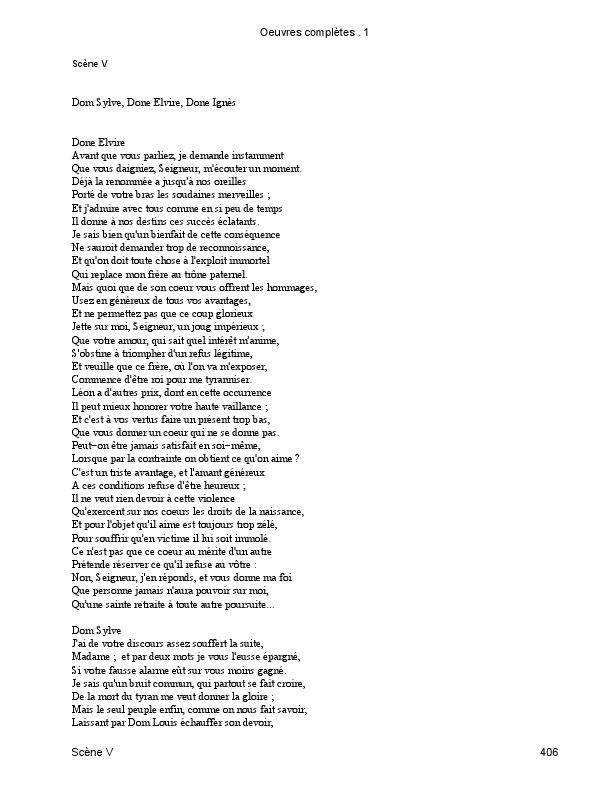 Oeuvres complètes . 1
Scène V
Dom Sylve, Done Elvire, Done Ignès
Done Elvire
Avant que vous parliez, je demande instamment
Que vous daigniez, Seigneur, m'écouter un moment.
Déjà la renommée a jusqu'à nos oreilles
Porté de votre bras les soudaines merveilles ;
Et j'admire avec tous comme en si peu de temps
Il donne à nos destins ces succès éclatants.
Je sais bien qu'un bienfait de cette conséquence
Ne sauroit demander trop de reconnoissance,
Et qu'on doit toute chose à l'exploit immortel
Qui replace mon frère au trône paternel.
Mais quoi que de son coeur vous offrent les hommages,
Usez en généreux de tous vos avantages,
Et ne permettez pas que ce coup glorieux
Jette sur moi, Seigneur, un joug impérieux ;
Que votre amour, qui sait quel intérêt m'anime,
S'obstine à triompher d'un refus légitime,
Et veuille que ce frère, où l'on va m'exposer,
Commence d'être roi pour me tyranniser.
Léon a d'autres prix, dont en cette occurrence
Il peut mieux honorer votre haute vaillance ;
Et c'est à vos vertus faire un présent trop bas,
Que vous donner un coeur qui ne se donne pas.
Peut-on être jamais satisfait en soi-même,
Lorsque par la contrainte on obtient ce qu'on aime ?
C'est un triste avantage, et l'amant généreux
A ces conditions refuse d'être heureux ;
Il ne veut rien devoir à cette violence
Qu'exercent sur nos coeurs les droits de la naissance,
Et pour l'objet qu'il aime est toujours trop zélé,
Pour souffrir qu'en victime il lui soit immolé.
Ce n'est pas que ce coeur au mérite d'un autre
Prétende réserver ce qu'il refuse au vôtre :
Non, Seigneur, j'en réponds, et vous donne ma foi
Que personne jamais n'aura pouvoir sur moi,
Qu'une sainte retraite à toute autre poursuite...
Dom Sylve
J'ai de votre discours assez souffert la suite,
Madame ; et par deux mots je vous l'eusse épargné,
Si votre fausse alarme eût sur vous moins gagné.
Je sais qu'un bruit commun, qui partout se fait croire,
De la mort du tyran me veut donner la gloire ;
Mais le seul peuple enfin, comme on nous fait savoir,
Laissant par Dom Louis échauffer son devoir,
Scène V
406